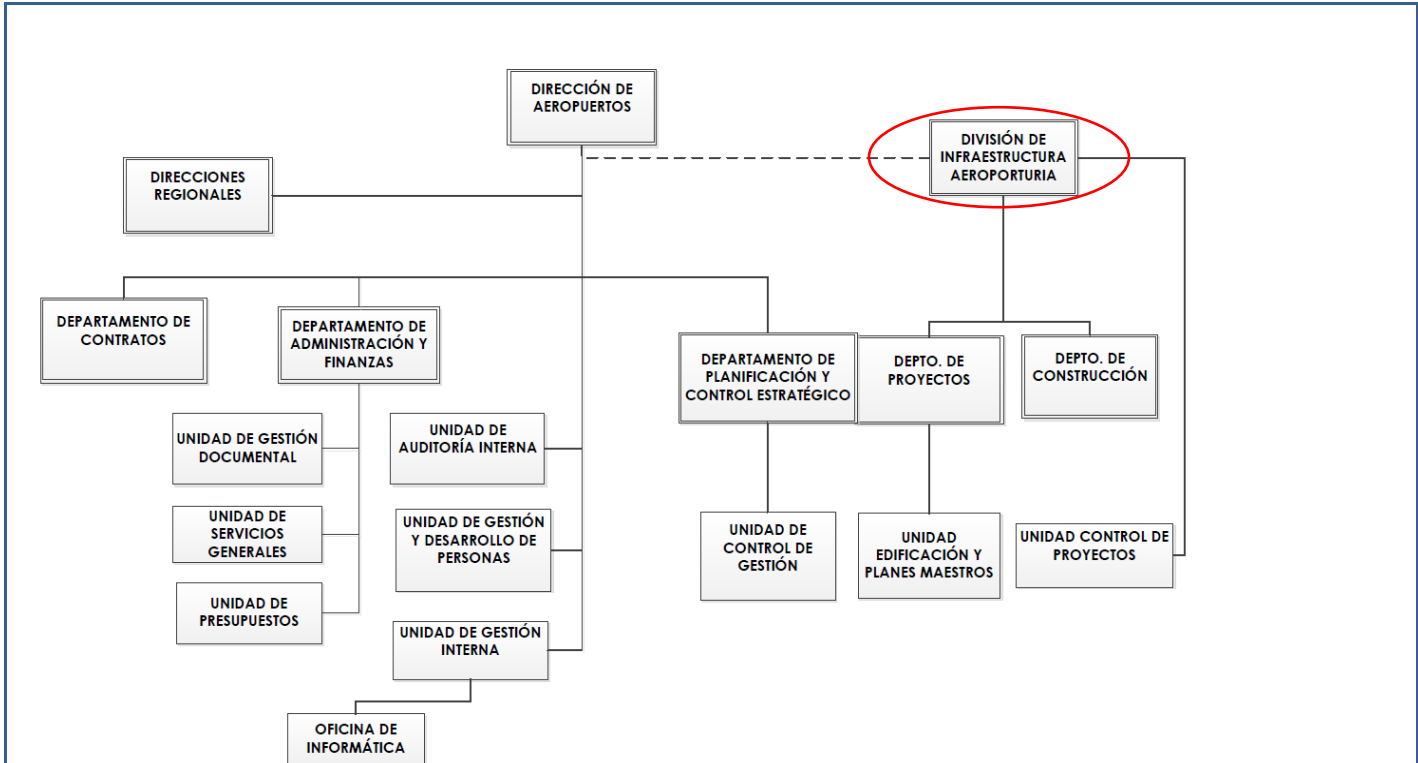 DIRECCIÓN DE
AEROPUERTOS
DIVISIÓN DE
INFRAESTRUCTURA
AEROPORTURIA
DIRECCIONES
REGIONALES
DEPARTAMENTO DE
CONTRATOS
DEPARTAMENTO DE
ADMINISTRACIÓN Y
FINANZAS
DEPARTAMENTO DE
PLANIFICACIÓN Y
CONTROL ESTRATÉGICO
DEPTO. DE
PROYECTOS
DEPTO. DE
CONSTRUCCIÓN
UNIDAD DE GESTIÓN
DOCUMENTAL
UNIDAD DE
AUDITORÍA INTERNA
UNIDAD DE
SERVICIOS
GENERALES
UNIDAD DE GESTIÓN
Y DESARROLLO DE
PERSONAS
UNIDAD DE
CONTROL DE
GESTIÓN
UNIDAD
EDIFICACIÓN Y
PLANES MAESTROS
UNIDAD CONTROL DE
PROYECTOS
UNIDAD DE
PRESUPUESTOS
UNIDAD DE GESTIÓN
INTERNA
OFICINA DE
INFORMÁTICA